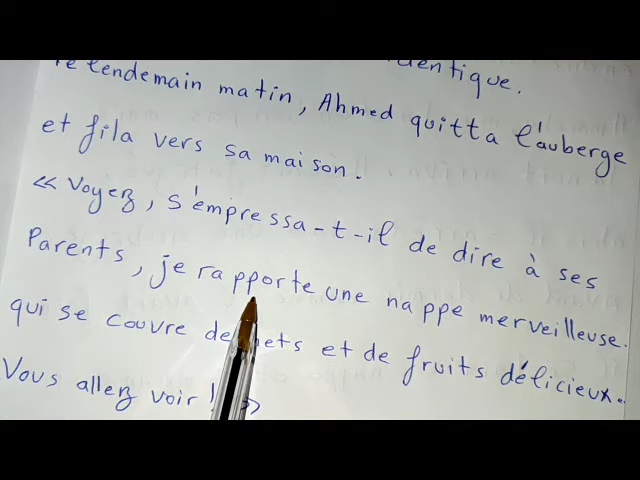 le lendemain matin, Ahmed quitta l'auberge
et fila vers sa maison.
« Voyez, s'empressa-t-il de dire à ses
Parents, je rapporte une nappe merveilleuse.
qui se couvre de et de fruits délicieux.
Vous allez voir ! »